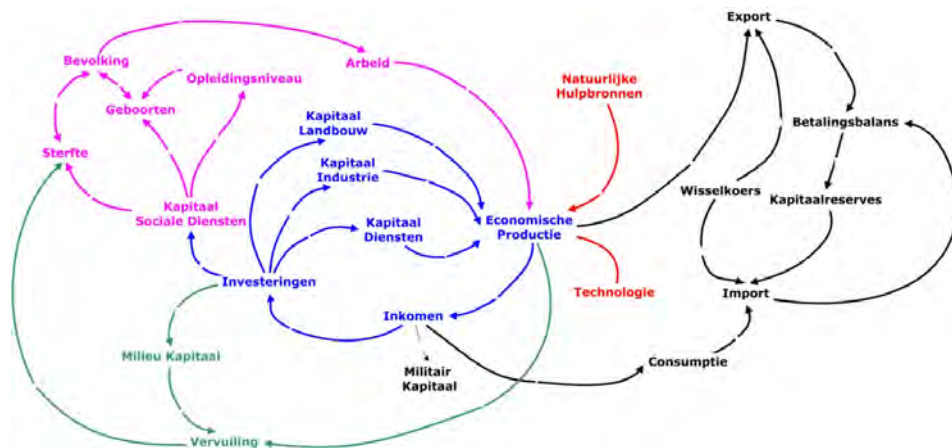 Export
Bevolking
Arbeid
Opleidingsniveau
Natuurlijke
Hulpbronnen
Geboorten
Kapitaal
Landbouw
Betalingsbalans
Sterfte
Kapitaal
Industrie
Wisselkoers
Kapitaalreserves
Kapitaal
Sociale Diensten
Kapitaal
Diensten
Economische
Productie
Investeringen
Technologie
Import
Inkomen
Milieu Kapitaal
Militair
Kapitaal
Consumptie
Vervuiling